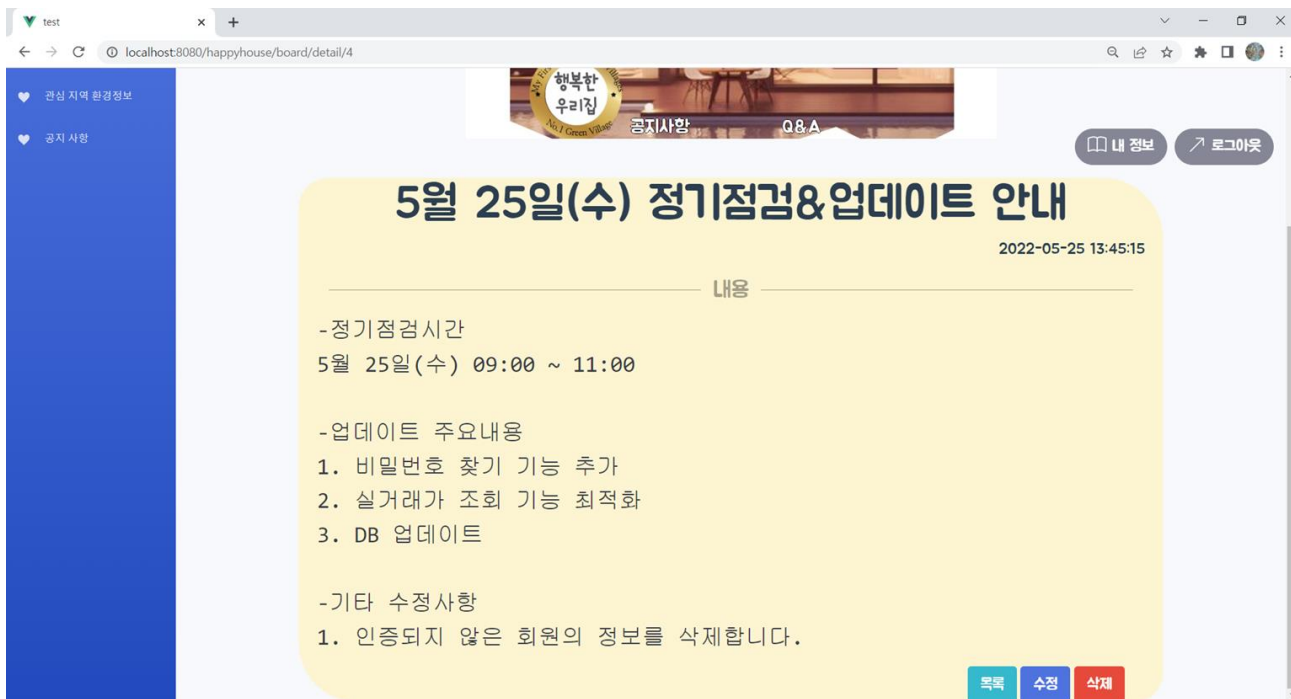 test
localhost:8080/happyhouse/board/detail/4
관심 지역 환경정보
공지 사항
My First
행복한
우리집
No.1 Green Village
공지사항
Q&A
내 정보
로그아웃
5월 25일(수) 정기점검&업데이트 안내
2022-05-25 13:45:15
내용
-정기점검시간
5월 25일(수) 09:00 ~ 11:00
-업데이트 주요내용
1. 비밀번호 찾기 기능 추가
2. 실거래가 조회 기능 최적화
3. DB 업데이트
-기타 수정사항
1. 인증되지 않은 회원의 정보를 삭제합니다.
목록
수정
삭제